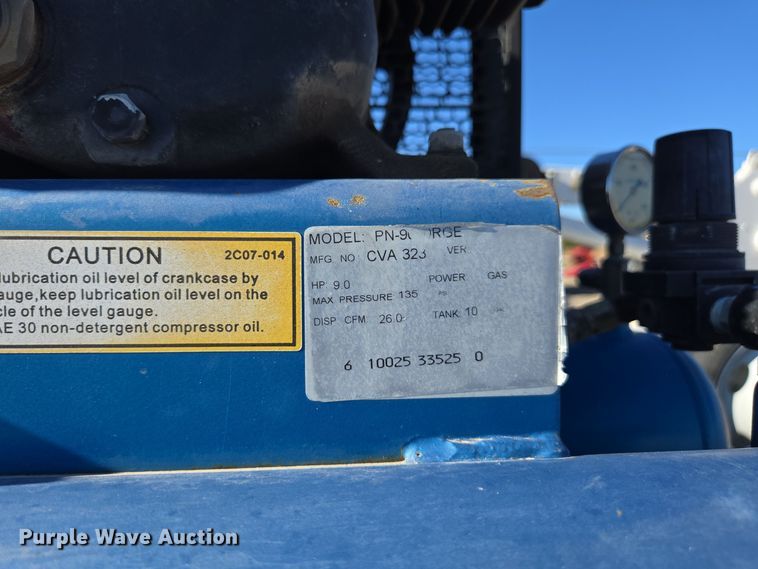 CAUTION 2C07-014
lubrication oil level of crankcase by
auge, keep lubrication oil level on the
cle of the level gauge.
AE 30 non-detergent compressor oil.
MODEL: PN-9
MFG NO CVA 323 VER
HP 9.0 POWER GAS
MAX PRESSURE 135 PSI
DISP CFM 26.0 TANK 10
6 10025 33525 0
Purple Wave Auction